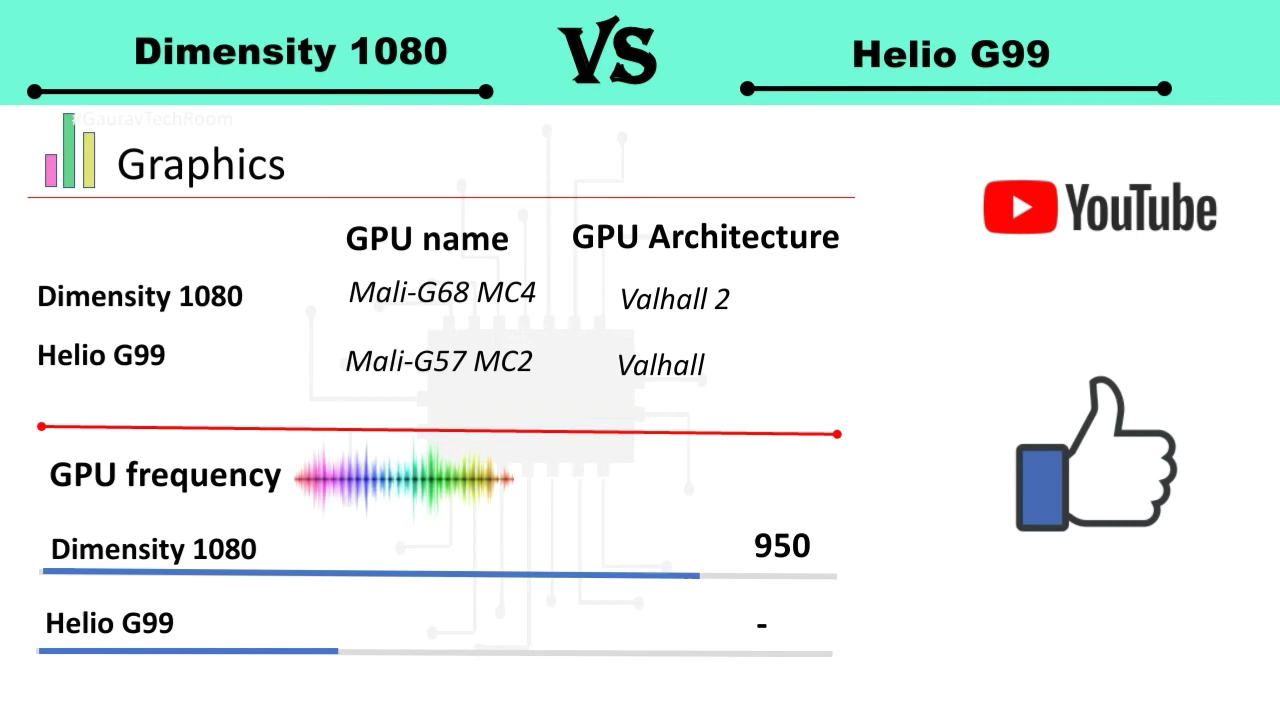 Dimensity 1080 VS Helio G99
#GauravTechRoom
Graphics
YouTube
GPU name GPU Architecture
Dimensity 1080 Mali-G68 MC4 Valhall 2
Helio G99 Mali-G57 MC2 Valhall
GPU frequency
Dimensity 1080 950
Helio G99 -